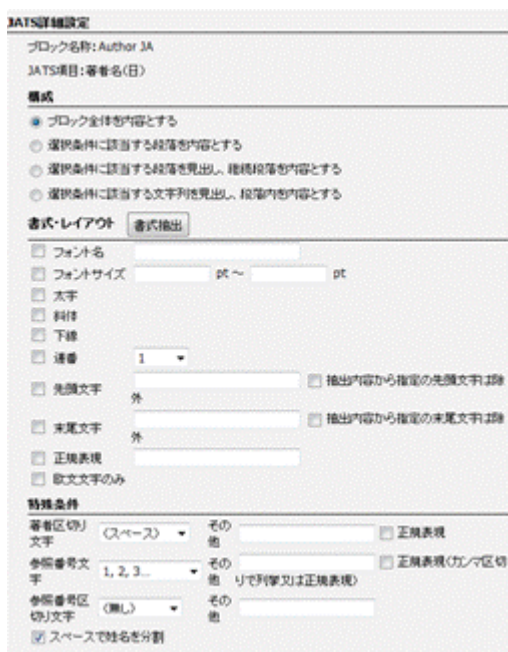 JATS詳細設定
ブロック名称: Author JA
JATS項目: 著者名(日)
構成
ブロック全体を内容とする
選択条件に該当する段落を内容とする
選択条件に該当する段落を見出し、継続段落を内容とする
選択条件に該当する文字列を見出し、段落内を内容とする
書式・レイアウト 書式抽出
フォント名
フォントサイズ pt ～ pt
太字
斜体
下線
連番 1
先頭文字 抽出内容から指定の先頭文字は除
外
末尾文字 抽出内容から指定の末尾文字は除
外
正規表現
欧文文字のみ
特殊条件
著者区切り 〈スペース〉 その 正規表現
文字 他
参照番号文 1, 2, 3... その 正規表現(カンマ区切
字 他 りで列挙又は正規表現)
参照番号区 〈無し〉 その
切り文字 他
スペースで姓名を分割